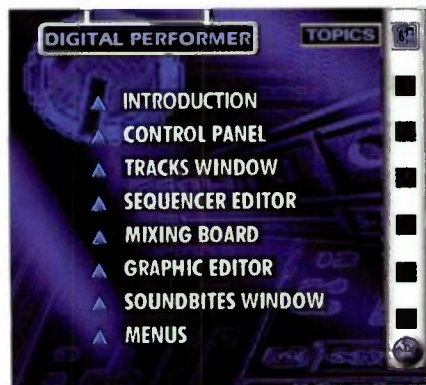 DIGITAL PERFORMER
TOPICS
INTRODUCTION
CONTROL PANEL
TRACKS WINDOW
SEQUENCER EDITOR
MIXING BOARD
GRAPHIC EDITOR
SOUNDBITES WINDOW
MENUS